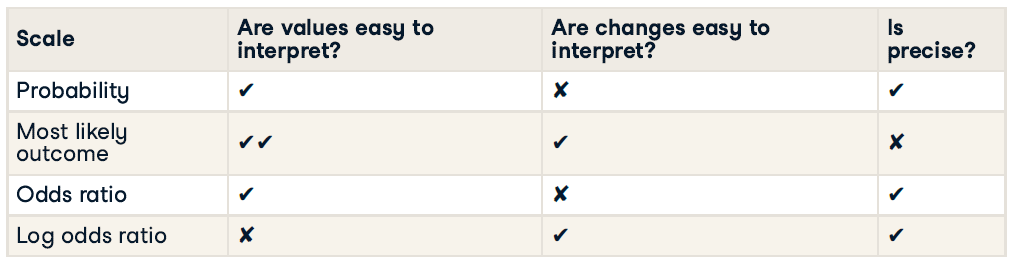 Scale Are values easy to interpret? Are changes easy to interpret? Is precise?
Probability ✔ ✘ ✔
Most likely outcome ✔✔ ✔ ✘
Odds ratio ✔ ✘ ✔
Log odds ratio ✘ ✔ ✔